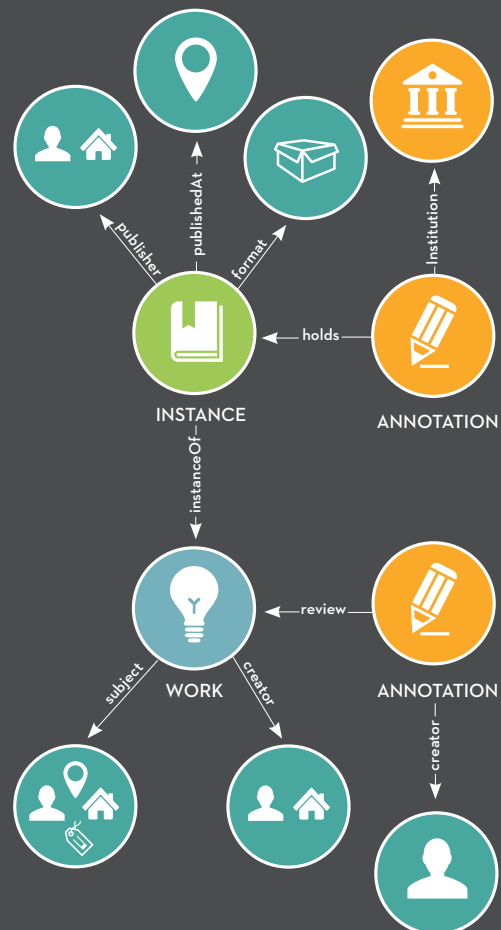 publisher
publishedAt
format
Institution
holds
INSTANCE
ANNOTATION
instanceOf
review
WORK
ANNOTATION
subject
creator
creator